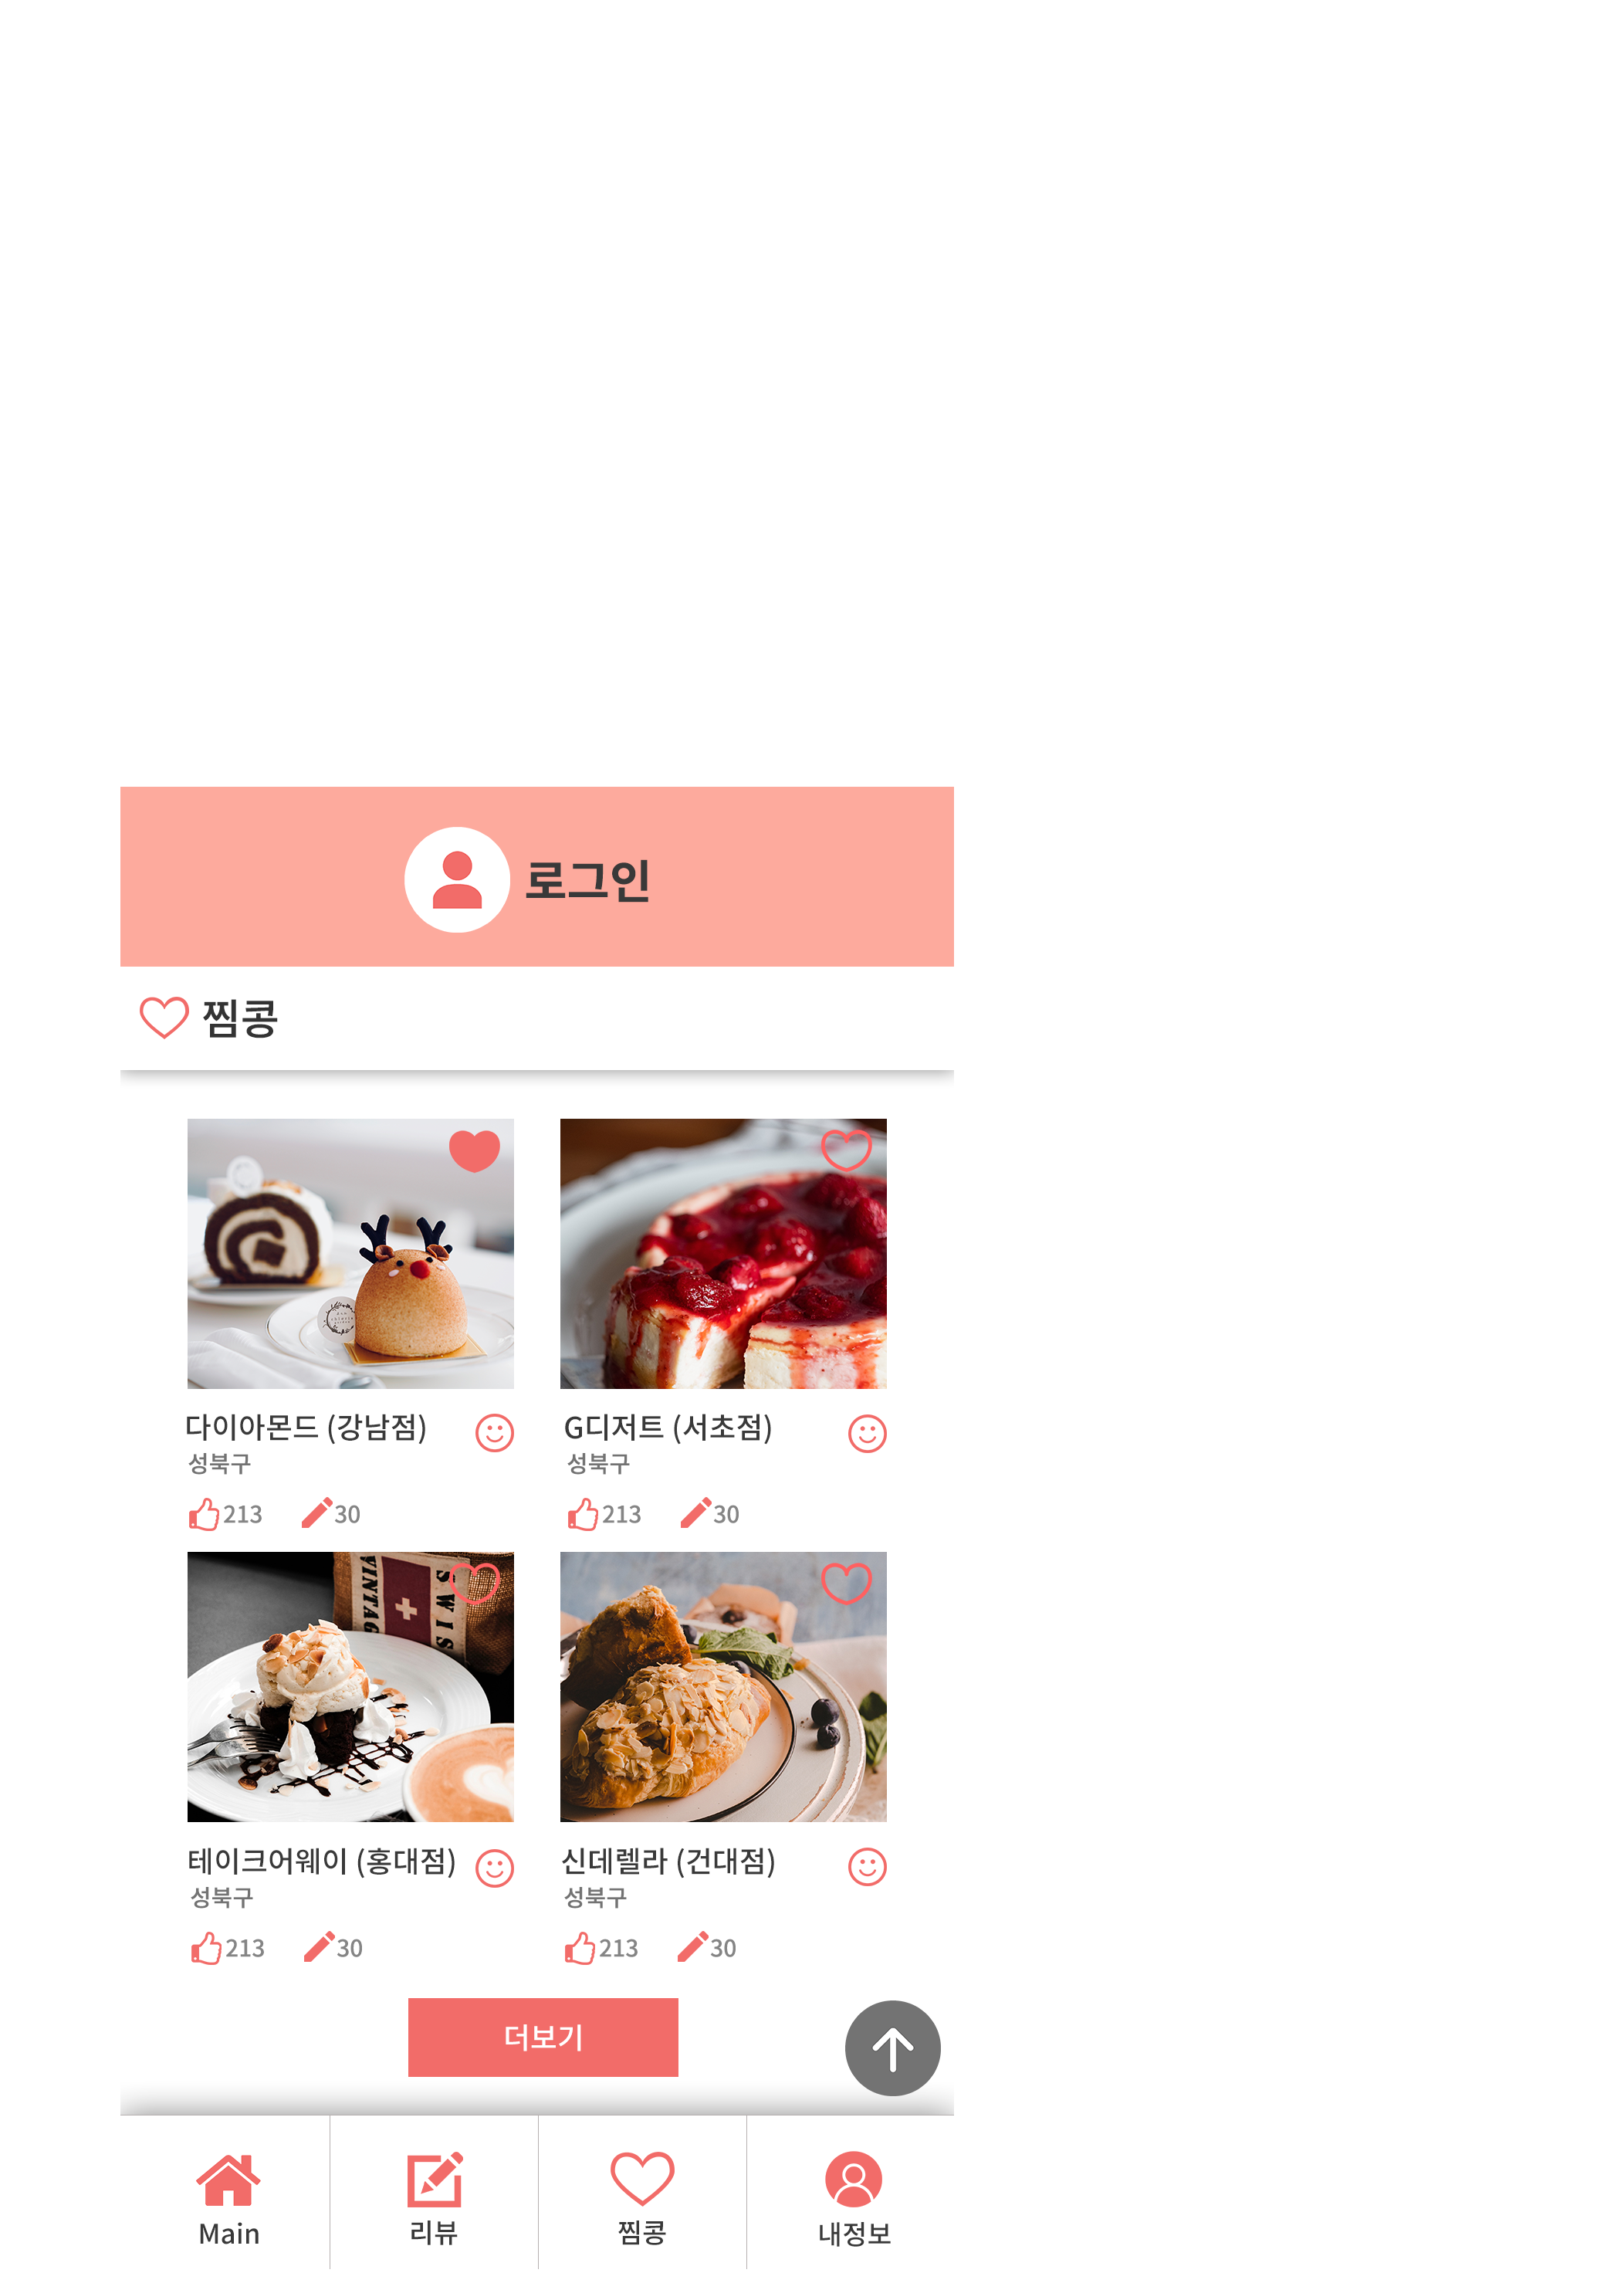 로그인
찜콩
다이아몬드 (강남점)
성북구
213 30
G디저트 (서초점)
성북구
213 30
VINTAG
SWIS
테이크어웨이 (홍대점)
성북구
213 30
신데렐라 (건대점)
성북구
213 30
더보기
Main
리뷰
찜콩
내정보